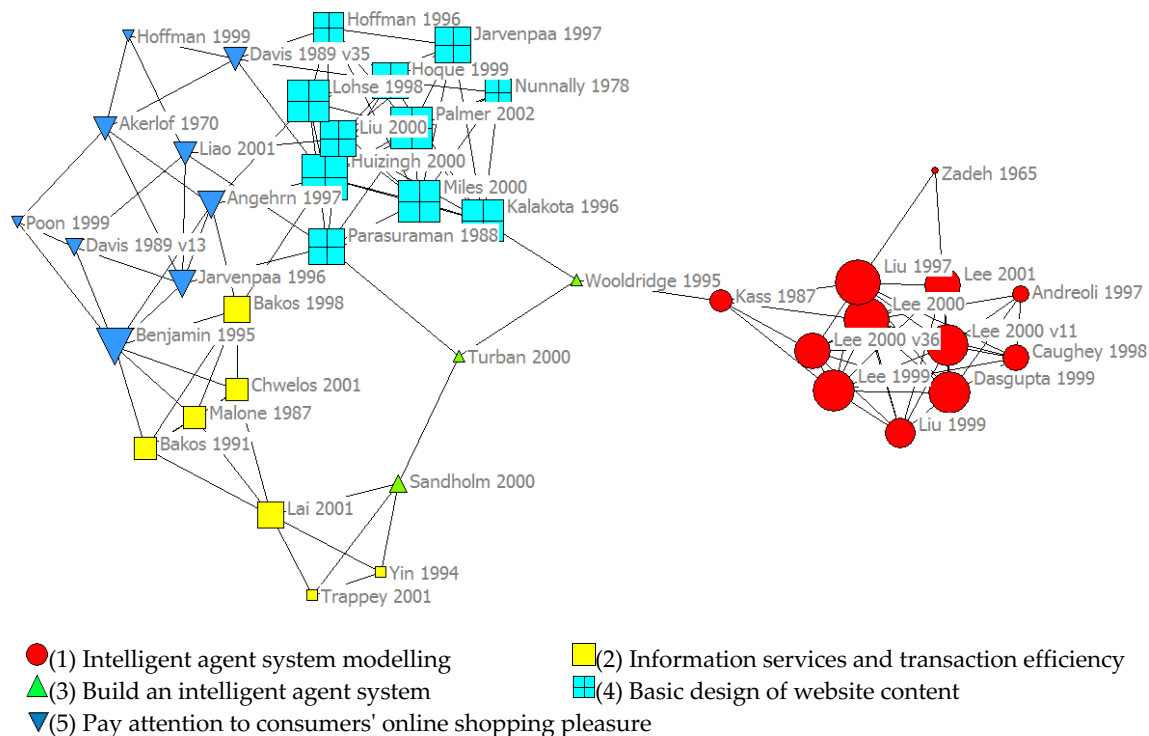 Hoffman 1996
Hoffman 1999
Jarvenpaa 1997
Davis 1989 v35
Hoque 1999
Lohse 1998
Nunnally 1978
Palmer 2002
Akerlof 1970
Liu 2000
Liao 2001
Huizingh 2000
Zadeh 1965
Miles 2000
Angehrn 1997
Kalakota 1996
Poon 1999
Parasuraman 1988
Davis 1989 v13
Jarvenpaa 1996
Wooldridge 1995
Liu 1997
Lee 2001
Kass 1987
Andreoli 1997
Bakos 1998
Lee 2000
Benjamin 1995
Lee 2000 v36
Lee 2000 v11
Turban 2000
Caughey 1998
Lee 1999
Dasgupta 1999
Chwelos 2001
Malone 1987
Liu 1999
Bakos 1991
Sandholm 2000
Lai 2001
Yin 1994
Trappey 2001
(1) Intelligent agent system modelling
(2) Information services and transaction efficiency
(3) Build an intelligent agent system
(4) Basic design of website content
(5) Pay attention to consumers' online shopping pleasure